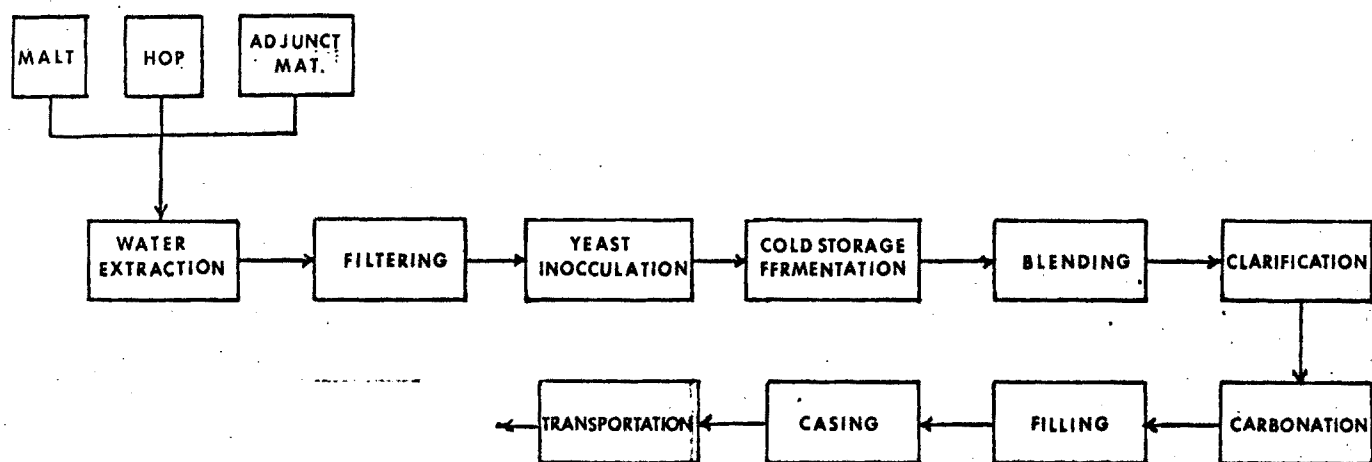 MALT
HOP
ADJUNCT
MAT.
WATER
EXTRACTION
FILTERING
YEAST
INOCCULATION
COLD STORAGE
FFRMENTATION
BLENDING
CLARIFICATION
TRANSPORTATION
CASING
FILLING
CARBONATION